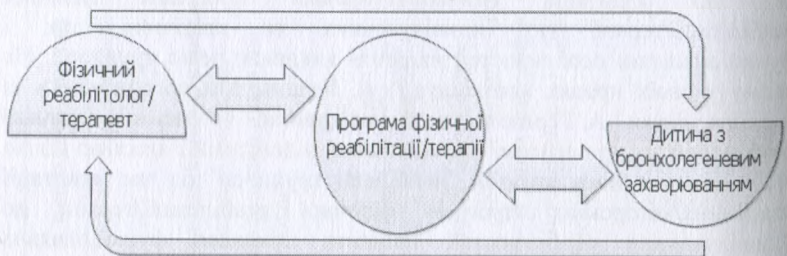 Фізичний
реабілітолог/
терапевт
Програма фізичної
реабілітації/терапії
Дитина з
бронхолегеневим
захворюванням